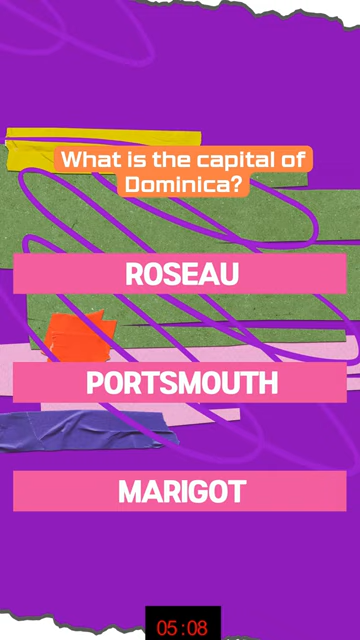 What is the capital of
Dominica?
ROSEAU
PORTSMOUTH
MARIGOT
05:08